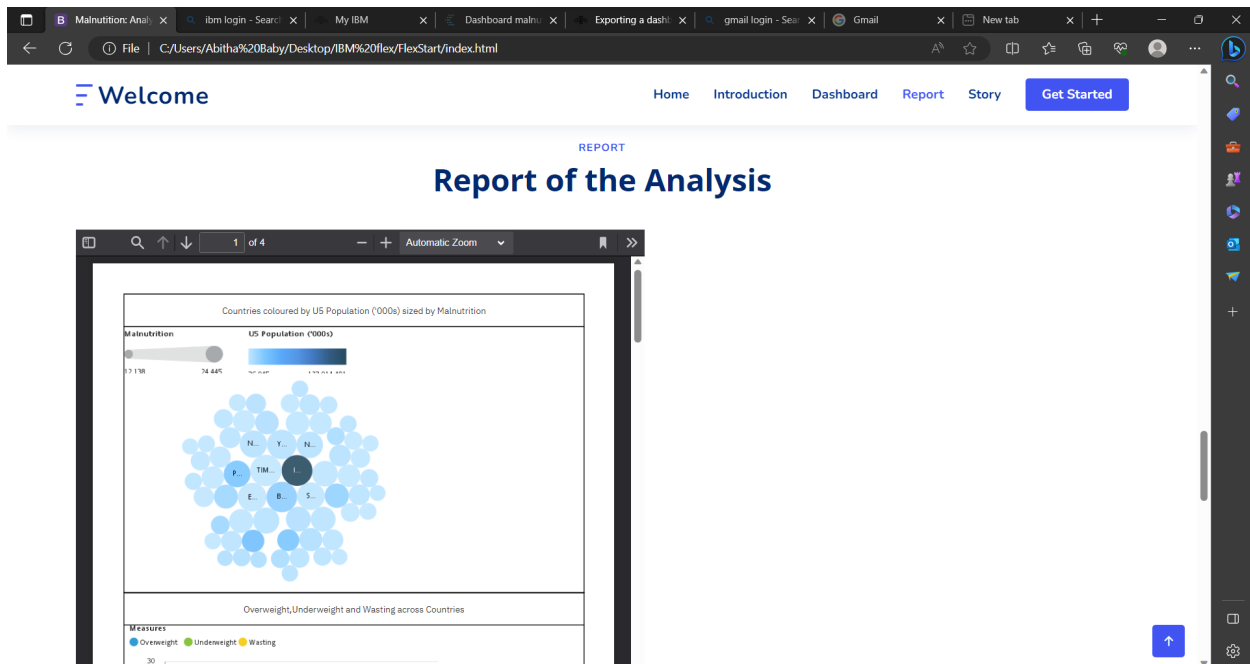 Malnutition: Analy
ibm login - Search
My IBM
Dashboard malnu
Exporting a dashb
gmail login - Sear
Gmail
New tab
File
C:/Users/Abitha%20Baby/Desktop/IBM%20flex/FlexStart/index.html
Welcome
Home Introduction Dashboard Report Story Get Started
REPORT
Report of the Analysis
1 of 4 Automatic Zoom
Countries coloured by U5 Population ('000s) sized by Malnutrition
Malnutrition U5 Population ('000s)
12.138 24.445
N... Y... N...
P... TIM... I...
E... B... S...
Overweight,Underweight and Wasting across Countries
Measures
Overweight Underweight Wasting
30